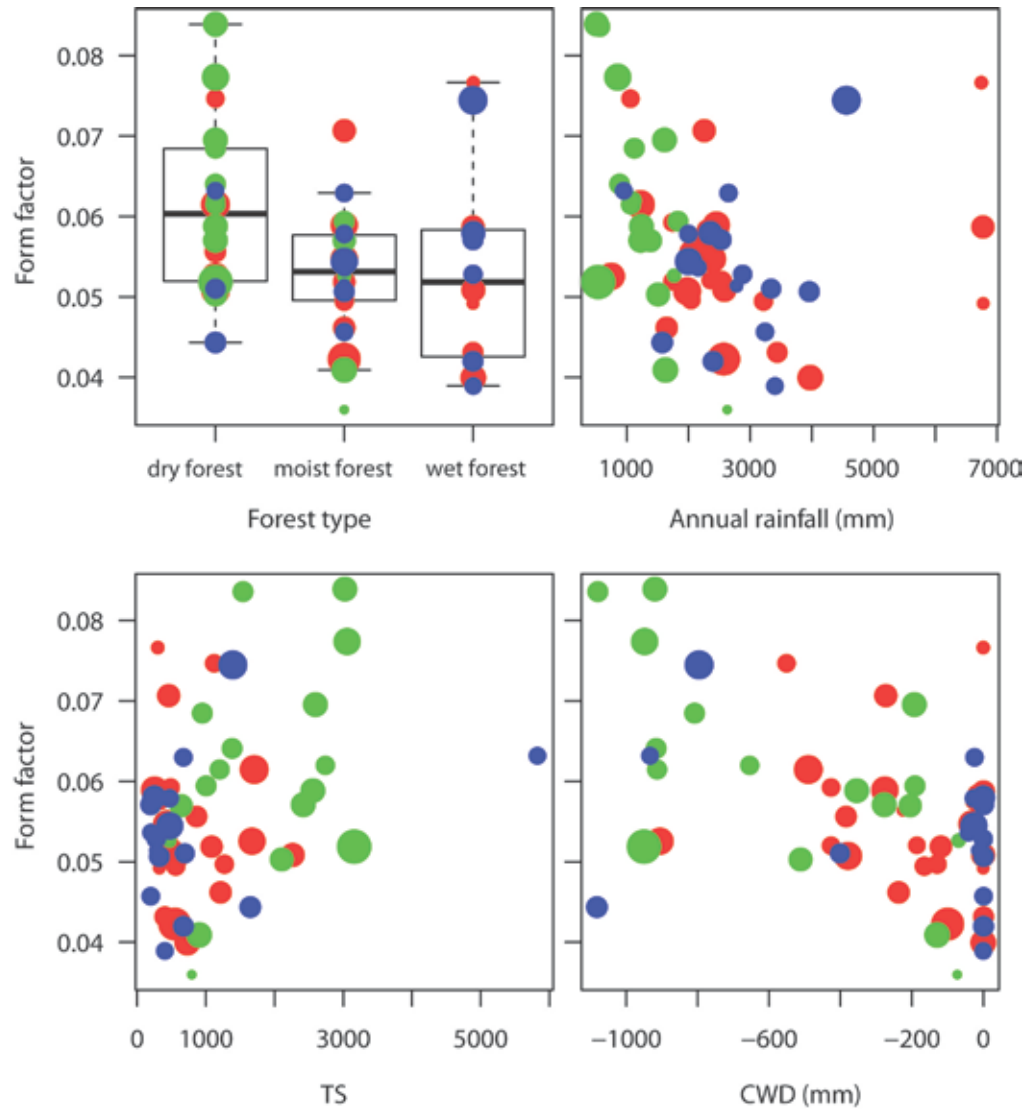 Form factor
0.08
0.07
0.06
0.05
0.04
dry forest moist forest wet forest
Forest type
1000 3000 5000 7000
Annual rainfall (mm)
Form factor
0.08
0.07
0.06
0.05
0.04
0 1000 3000 5000
TS
−1000 −600 −200 0
CWD (mm)